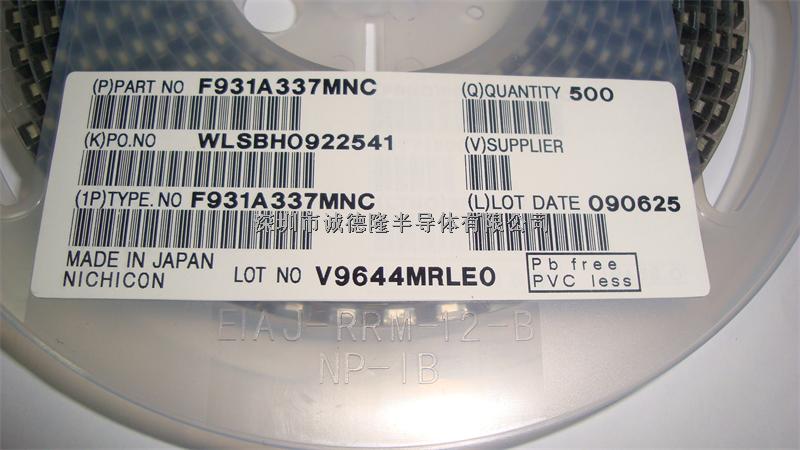 (P)PART NO F931A337MNC (Q)QUANTITY 500
(K)PO.NO WLSBH0922541 (V)SUPPLIER
(1P)TYPE.NO F931A337MNC (L)LOT DATE 090625
深圳市诚德隆半导体有限公司
MADE IN JAPAN
NICHICON LOT NO V9644MRLE0
Pb free
PVC less
EIAJ-RRM-12-B
NP-IB